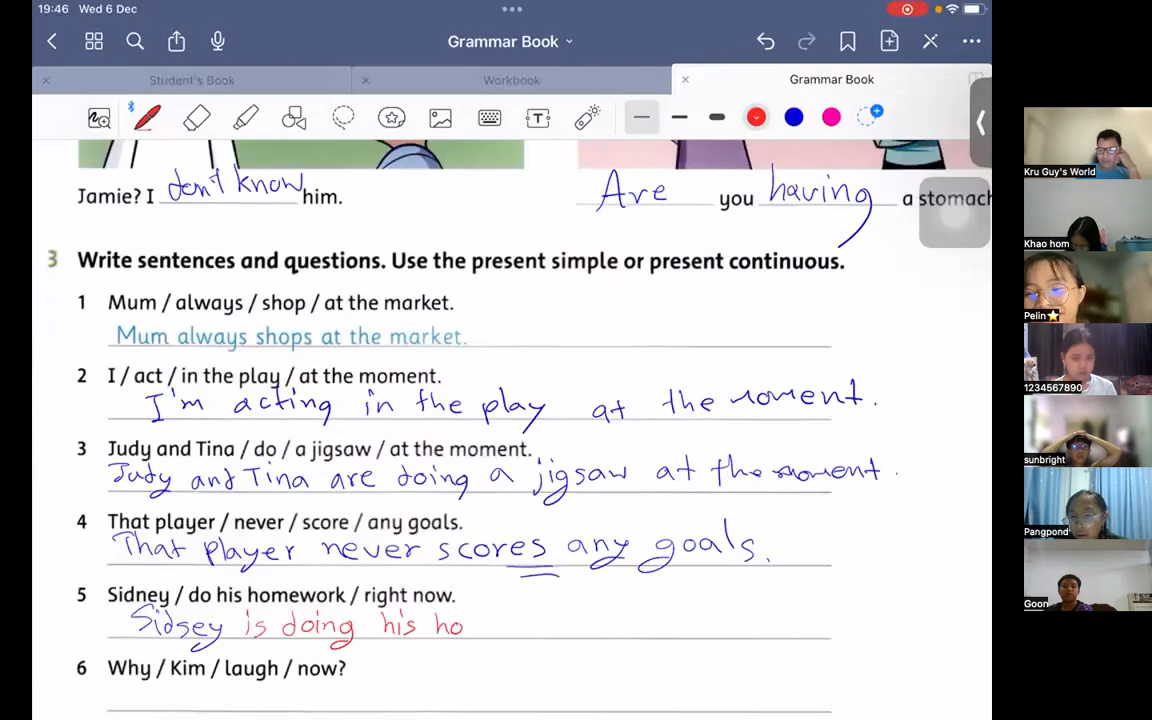 19:46 Wed 6 Dec
Grammar Book
Student's Book
Workbook
Grammar Book
Jamie? I don't know him.
Are you having a stomach
3 Write sentences and questions. Use the present simple or present continuous.
1 Mum / always / shop / at the market.
Mum always shops at the market.
2 I / act / in the play / at the moment.
I'm acting in the play at the moment.
3 Judy and Tina / do / a jigsaw / at the moment.
Judy and Tina are doing a jigsaw at the moment.
4 That player / never / score / any goals.
That player never scores any goals.
5 Sidney / do his homework / right now.
Sidsey is doing his ho
6 Why / Kim / laugh / now?
Kru Guy's World
Khao hom
Pelin⭐
1234567890
sunbright
Pangpond
Goon